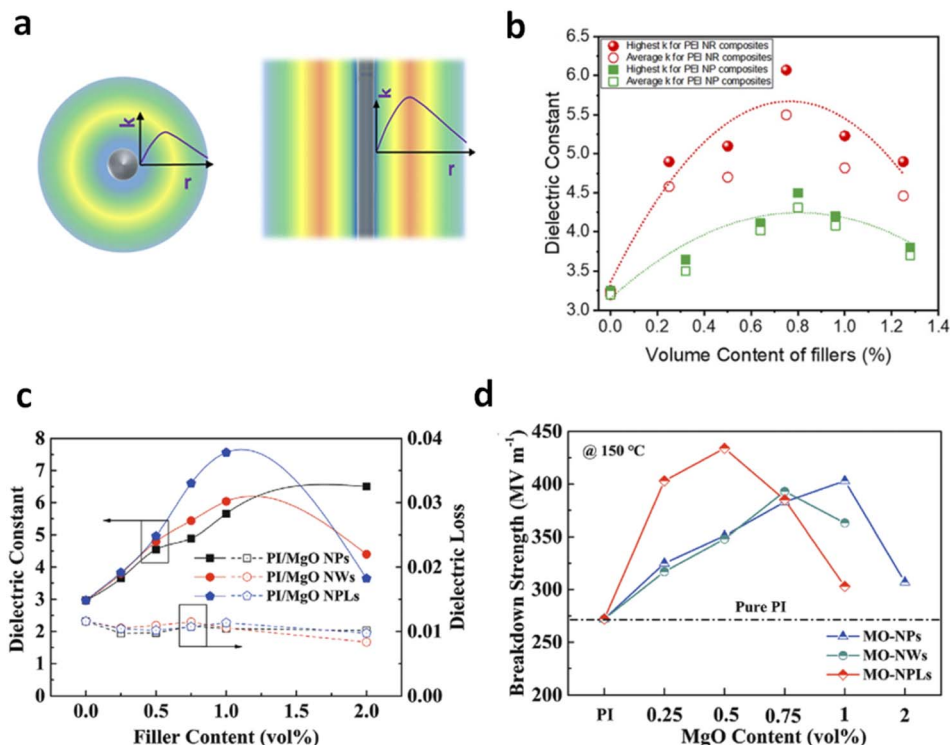 a
k
r
k
r
b
Highest k for PEI NR composites
Average k for PEI NR composites
Highest k for PEI NP composites
Average k for PEI NP composites
Dielectric Constant
6.5
6.0
5.5
5.0
4.5
4.0
3.5
3.0
0.0 0.2 0.4 0.6 0.8 1.0 1.2 1.4
Volume Content of fillers (%)
c
Dielectric Constant
8
7
6
5
4
3
2
1
0
PI/MgO NPs
PI/MgO NWs
PI/MgO NPLs
0.04
0.03
0.02
0.01
0.00
Dielectric Loss
0.0 0.5 1.0 1.5 2.0
Filler Content (vol%)
d
Breakdown Strength (MV m⁻¹)
450
400
350
300
250
200
@ 150 °C
Pure PI
MO-NPs
MO-NWs
MO-NPLs
PI 0.25 0.5 0.75 1 2
MgO Content (vol%)